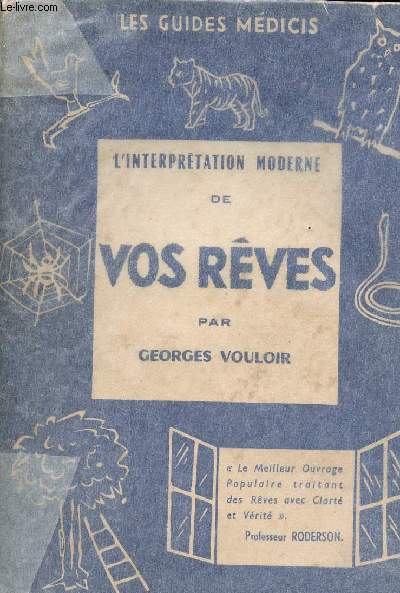 Le-livre.com
LES GUIDES MÉDICIS
L'INTERPRÉTATION MODERNE
DE
VOS RÊVES
PAR
GEORGES VOULOIR
« Le Meilleur Ouvrage
Populaire traitant
des Rêves avec Clarté
et Vérité ».
Professeur RODERSON.